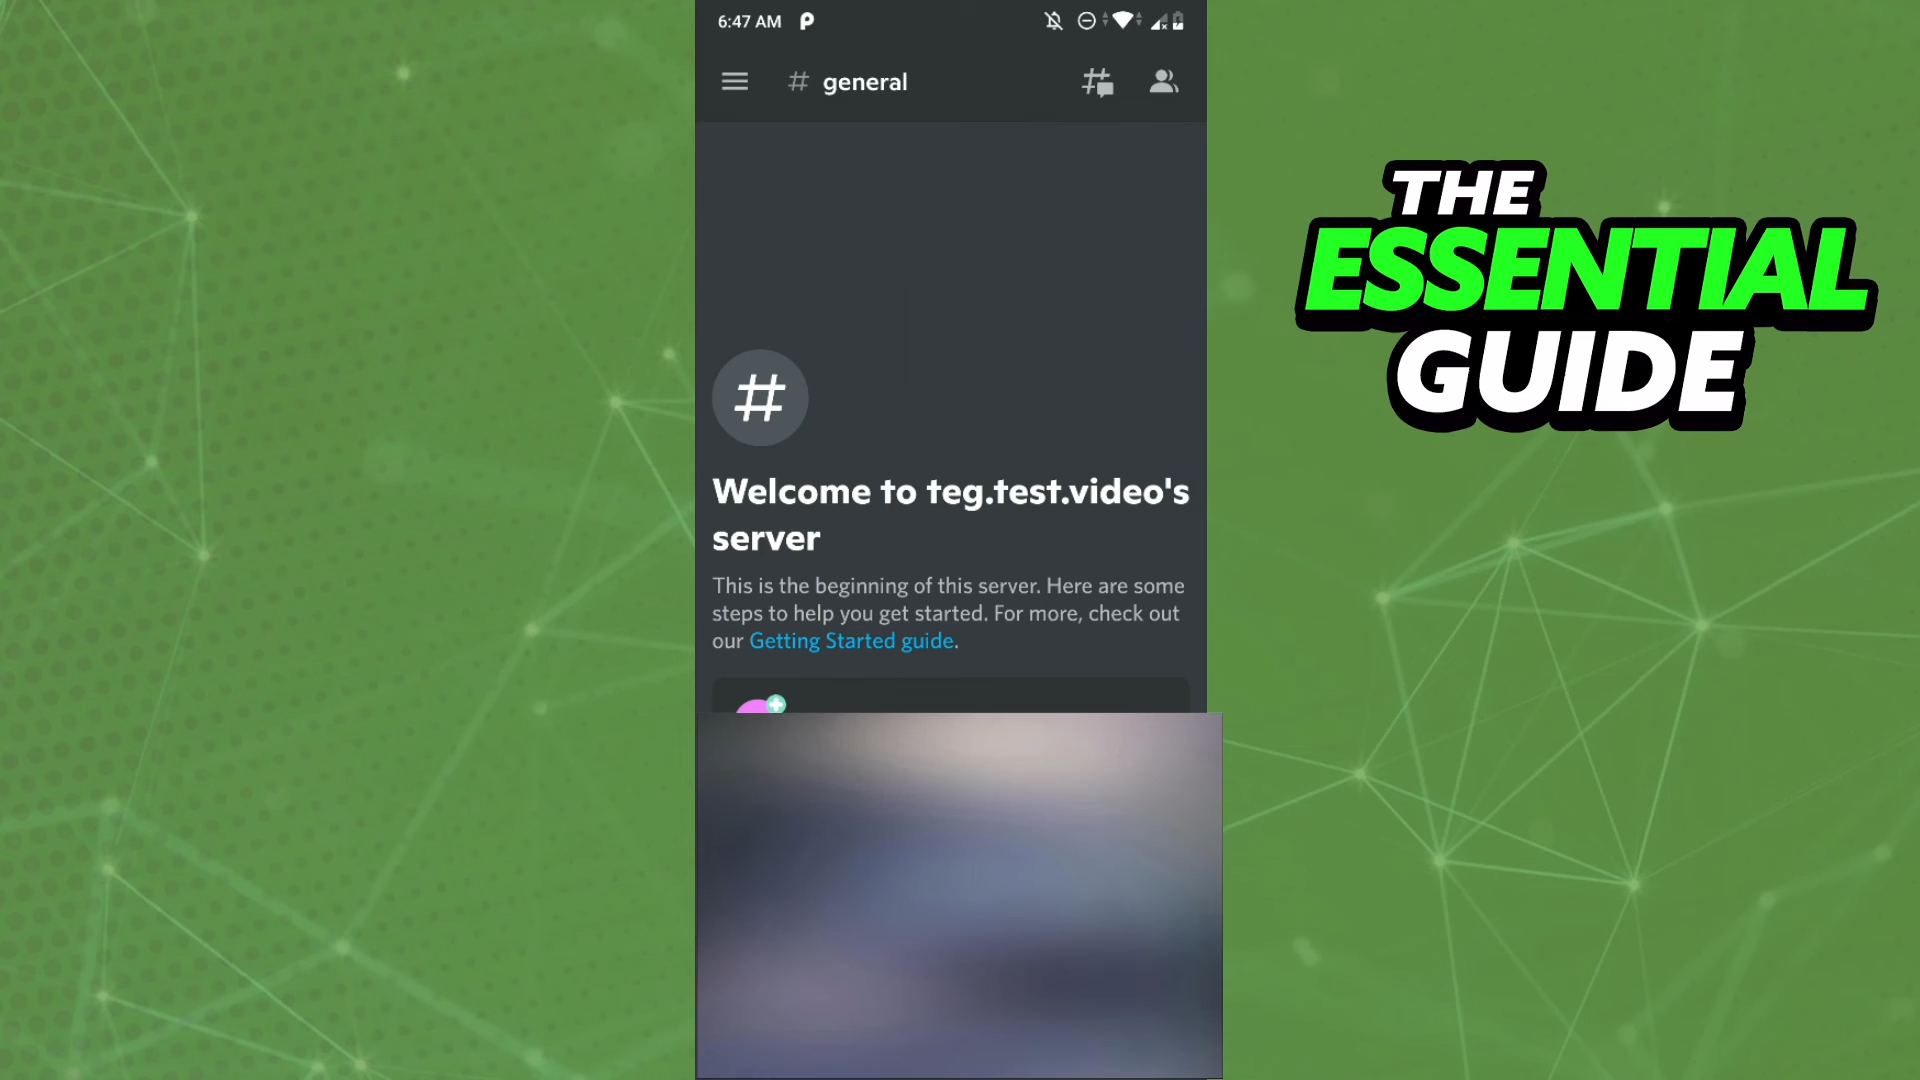 6:47 AM
# general
#
Welcome to teg.test.video's
server
This is the beginning of this server. Here are some
steps to help you get started. For more, check out
our Getting Started guide.
THE
ESSENTIAL
GUIDE